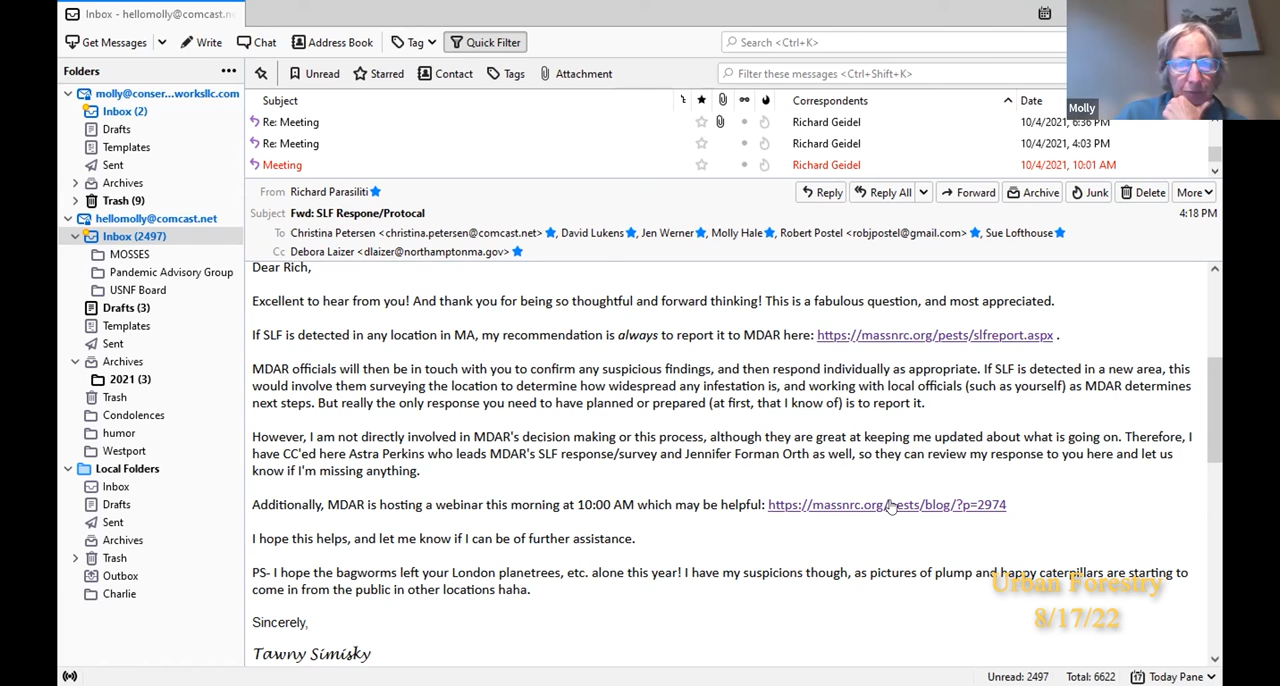 Inbox - hellomolly@comcast.ne
Get Messages
Write
Chat
Address Book
Tag
Quick Filter
Search <Ctrl+K>
Folders
•••
Unread
Starred
Contact
Tags
Attachment
Filter these messages <Ctrl+Shift+K>
molly@conser...worksllc.com
Inbox (2)
Drafts
Templates
Sent
Archives
Trash (9)
hellomolly@comcast.net
Inbox (2497)
MOSSES
Pandemic Advisory Group
USNF Board
Drafts (3)
Templates
Sent
Archives
2021 (3)
Trash
Condolences
humor
Westport
Local Folders
Inbox
Drafts
Sent
Archives
Trash
Outbox
Charlie
Subject Correspondents Date
Re: Meeting Richard Geidel 10/4/2021, 6:36 PM
Re: Meeting Richard Geidel 10/4/2021, 4:03 PM
Meeting Richard Geidel 10/4/2021, 10:01 AM
Molly
From Richard Parasiliti
Reply Reply All Forward Archive Junk Delete More
Subject Fwd: SLF Respone/Protocal 4:18 PM
To Christina Petersen <christina.petersen@comcast.net> , David Lukens , Jen Werner , Molly Hale , Robert Postel <robjpostel@gmail.com> , Sue Lofthouse
Cc Debora Laizer <dlaizer@northamptonma.gov>
Dear Rich,
Excellent to hear from you! And thank you for being so thoughtful and forward thinking! This is a fabulous question, and most appreciated.
If SLF is detected in any location in MA, my recommendation is always to report it to MDAR here: https://massnrc.org/pests/slfreport.aspx .
MDAR officials will then be in touch with you to confirm any suspicious findings, and then respond individually as appropriate. If SLF is detected in a new area, this
would involve them surveying the location to determine how widespread any infestation is, and working with local officials (such as yourself) as MDAR determines
next steps. But really the only response you need to have planned or prepared (at first, that I know of) is to report it.
However, I am not directly involved in MDAR's decision making or this process, although they are great at keeping me updated about what is going on. Therefore, I
have CC'ed here Astra Perkins who leads MDAR's SLF response/survey and Jennifer Forman Orth as well, so they can review my response to you here and let us
know if I'm missing anything.
Additionally, MDAR is hosting a webinar this morning at 10:00 AM which may be helpful: https://massnrc.org/pests/blog/?p=2974
I hope this helps, and let me know if I can be of further assistance.
PS- I hope the bagworms left your London planetrees, etc. alone this year! I have my suspicions though, as pictures of plump and happy caterpillars are starting to
come in from the public in other locations haha.
Sincerely,
Tawny Simisky
Urban Forestry
8/17/22
Unread: 2497 Total: 6622 17 Today Pane